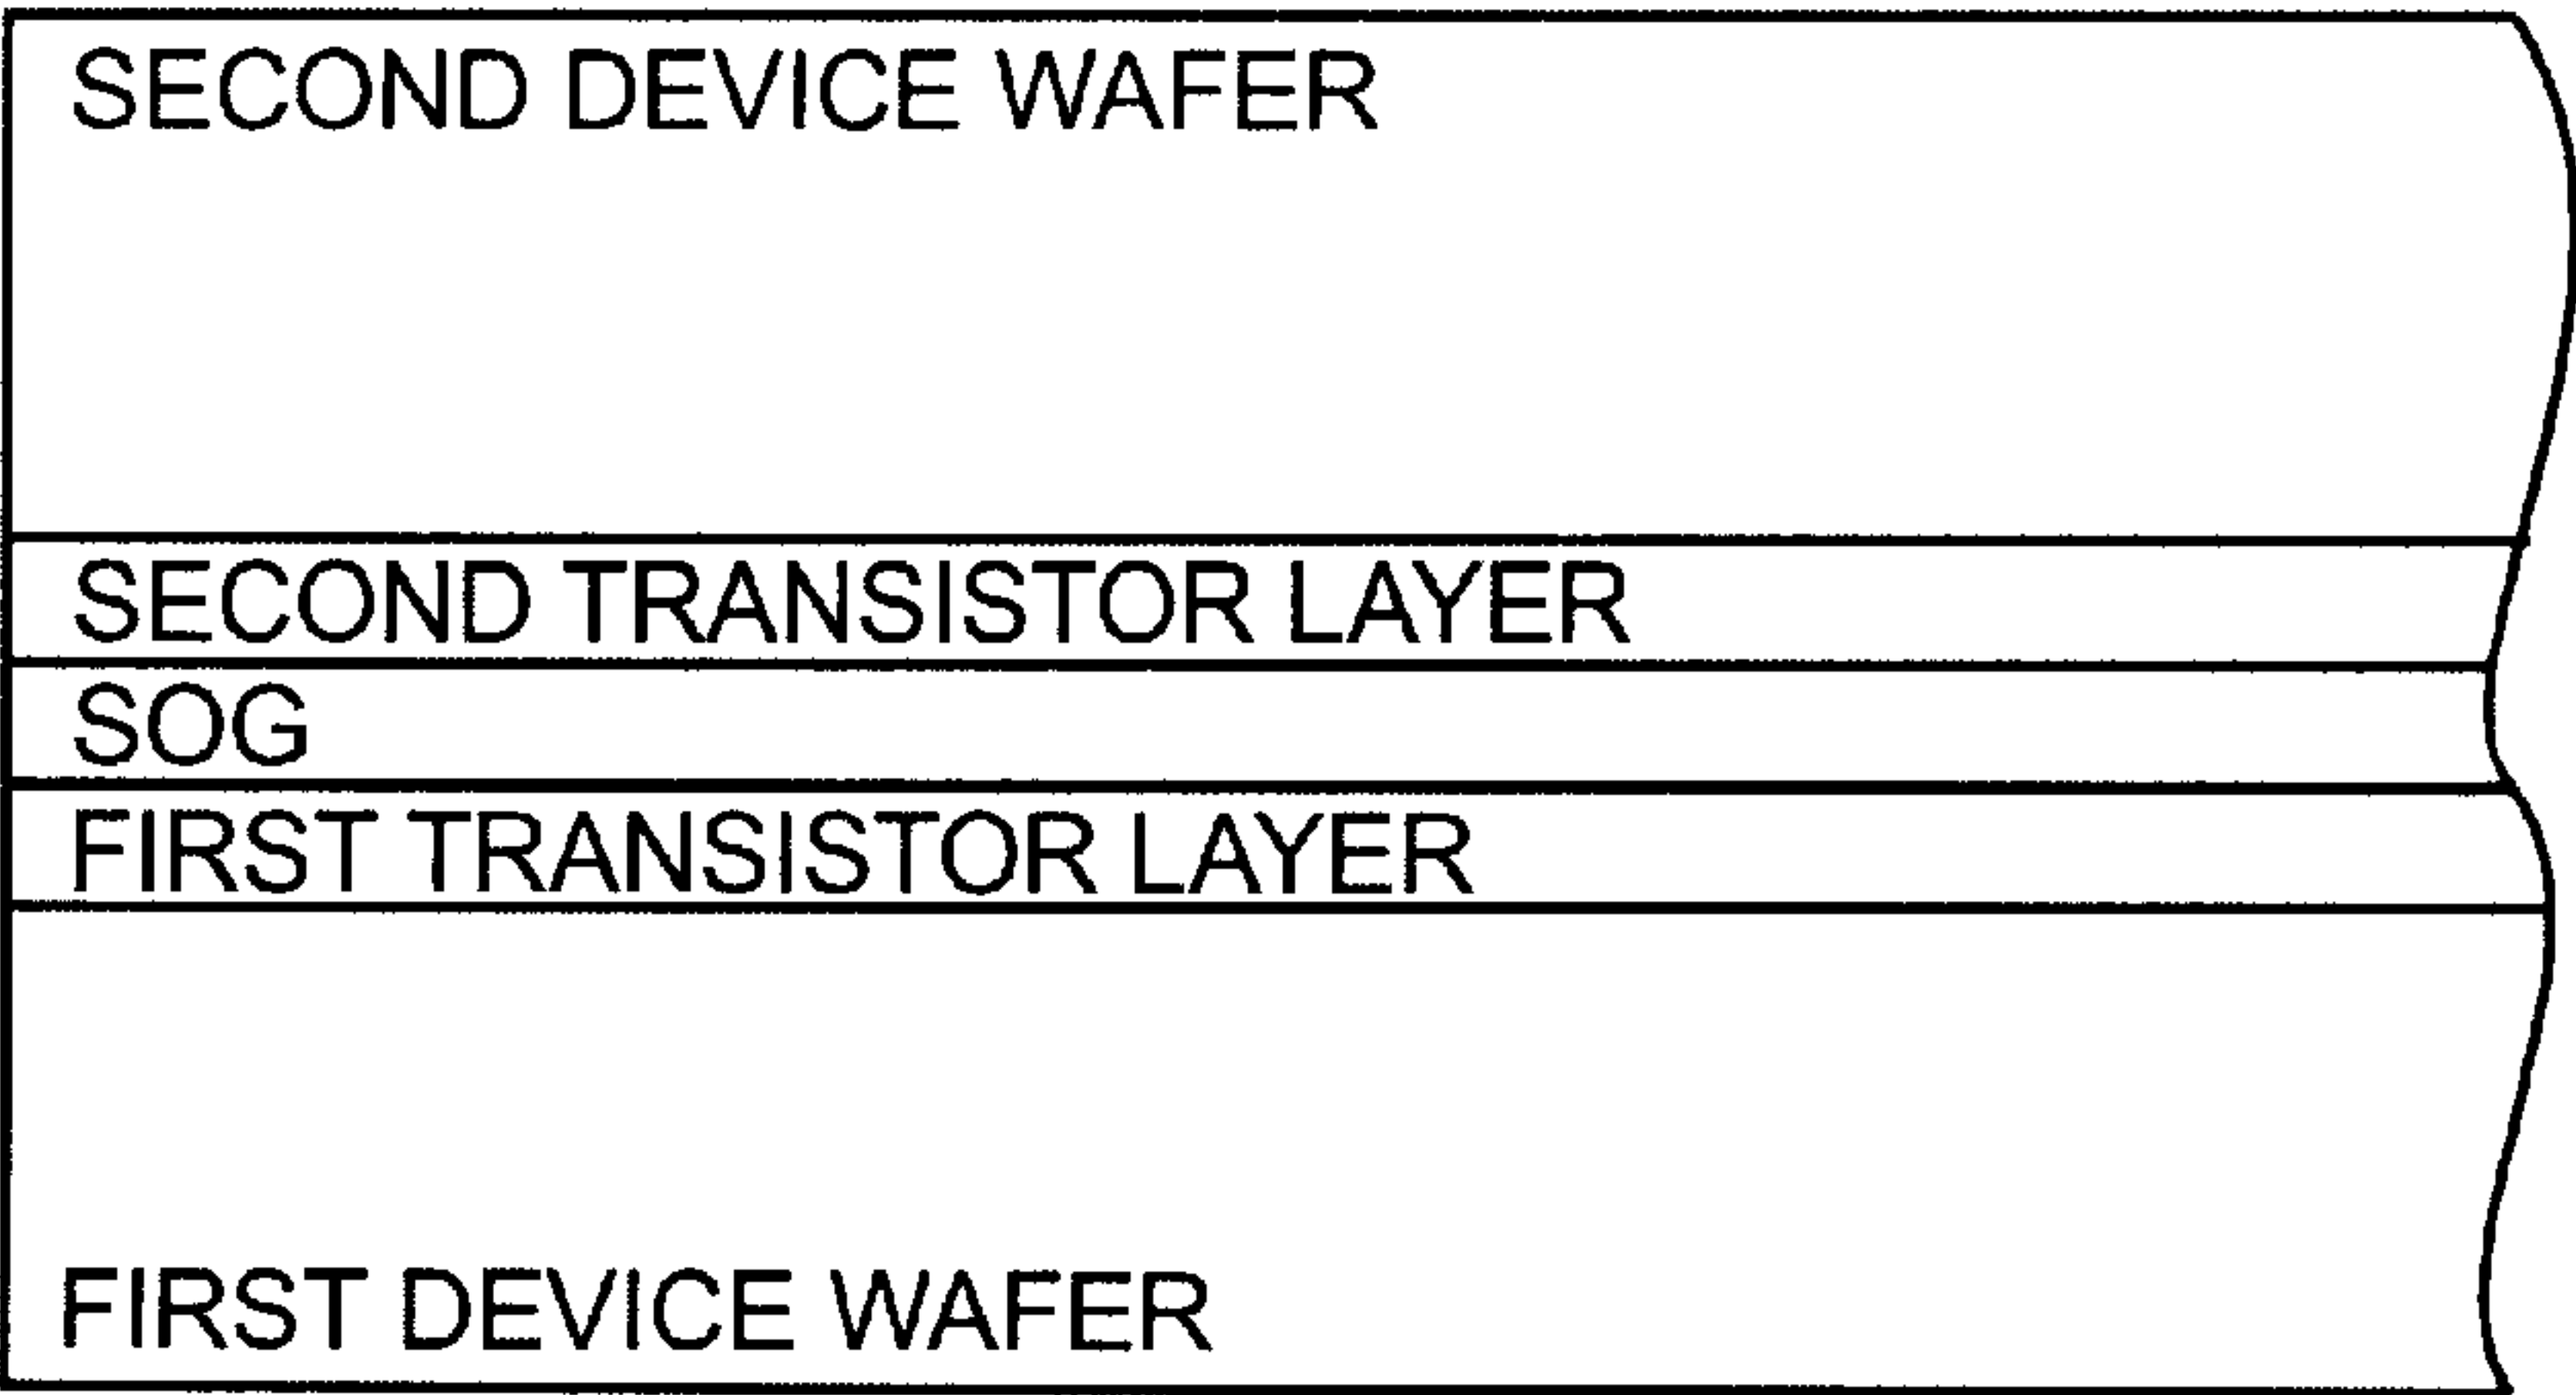 SECOND DEVICE WAFER
SECOND TRANSISTOR LAYER
SOG
FIRST TRANSISTOR LAYER
FIRST DEVICE WAFER